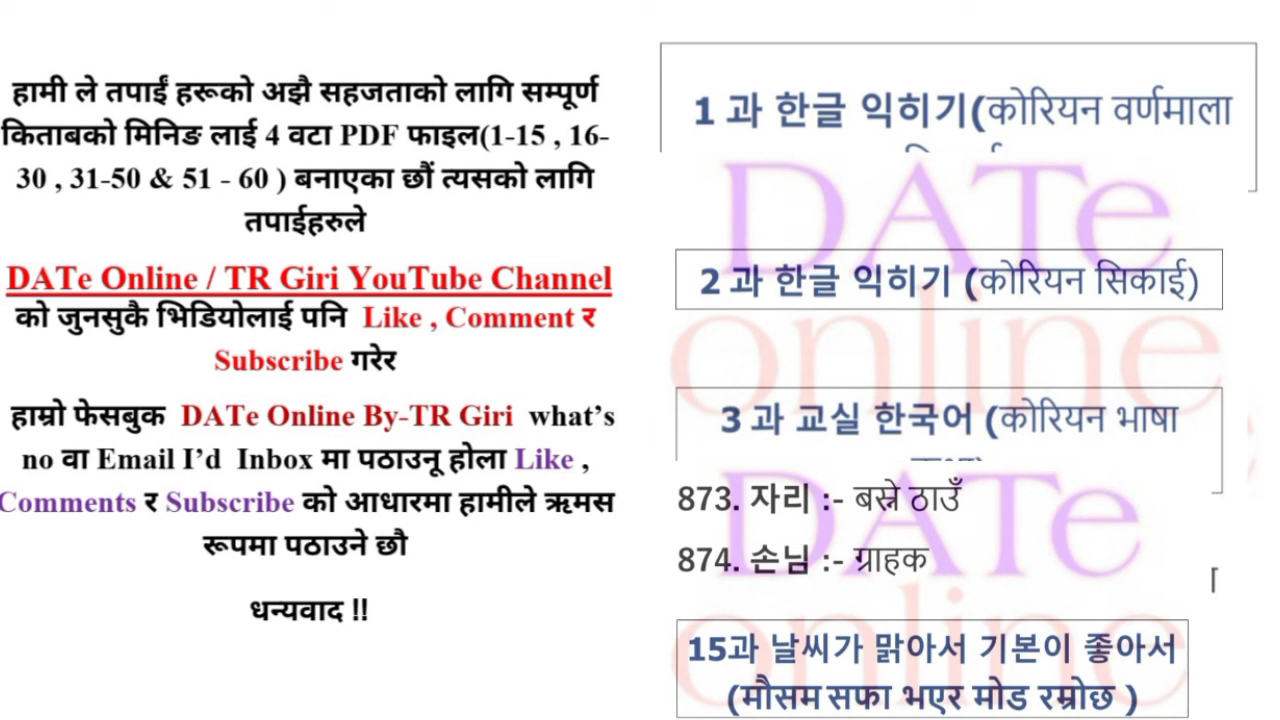 हामी ले तपाईं हरूको अझै सहजताको लागि सम्पूर्ण
किताबको मिनिङ लाई 4 वटा PDF फाइल(1-15 , 16-
30 , 31-50 & 51 - 60 ) बनाएका छौं त्यसको लागि
तपाईहरुले
DATe Online / TR Giri YouTube Channel
को जुनसुकै भिडियोलाई पनि Like , Comment र
Subscribe गरेर
हाम्रो फेसबुक DATe Online By-TR Giri what’s
no वा Email I’d Inbox मा पठाउनू होला Like ,
Comments र Subscribe को आधारमा हामीले ऋमस
रूपमा पठाउने छौ
धन्यवाद !!
1 과 한글 익히기(कोरियन वर्णमाला
DATe
2 과 한글 익히기 (कोरियन सिकाई)
online
3 과 교실 한국어 (कोरियन भाषा
DATe
873. 자리 :- बस्ने ठाउँ
874. 손님 :- ग्राहक
online
15과 날씨가 맑아서 기본이 좋아서
(मौसम सफा भएर मोड रम्रोछ )